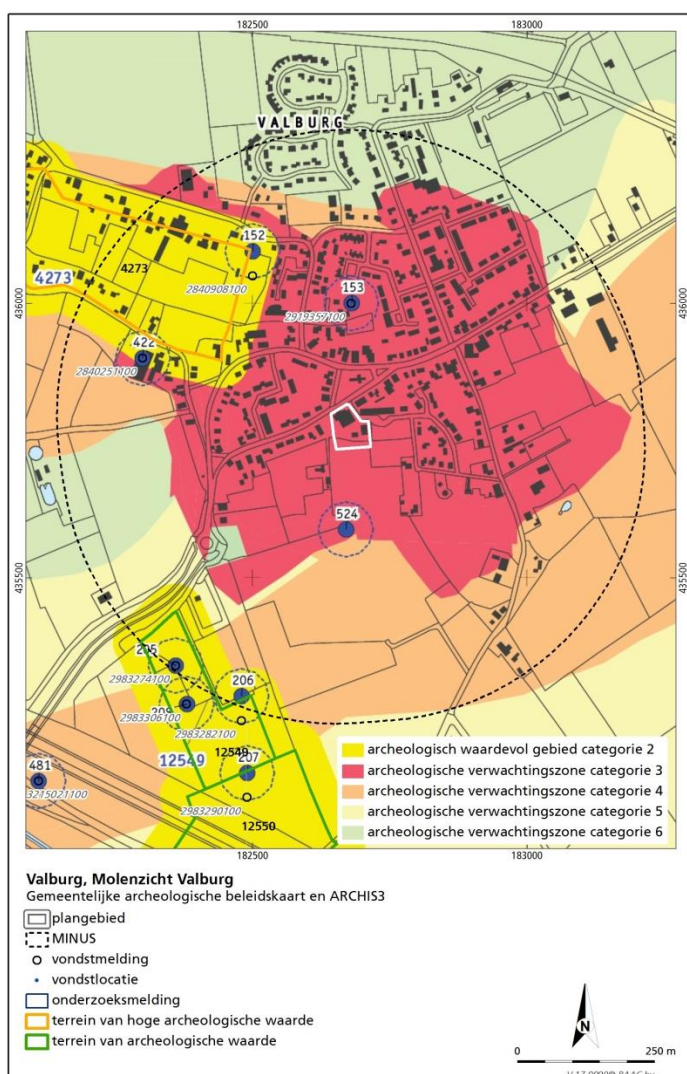 182500
183000
VALBURG
152
4273
4273
2840908100
153
2919357100
436000
436000
422
2840251100
524
435500
435500
205
2983274100
206
209
2983306100
2983282100
12549
12549
207
481
3215021100
2983290100
12550
archeologisch waardevol gebied categorie 2
archeologische verwachtingszone categorie 3
archeologische verwachtingszone categorie 4
archeologische verwachtingszone categorie 5
archeologische verwachtingszone categorie 6
182500
183000
Valburg, Molenzicht Valburg
Gemeentelijke archeologische beleidskaart en ARCHIS3
plangebied
MINUS
vondstmelding
vondstlocatie
onderzoeksmelding
terrein van hoge archeologische waarde
terrein van archeologische waarde
N
0
250 m